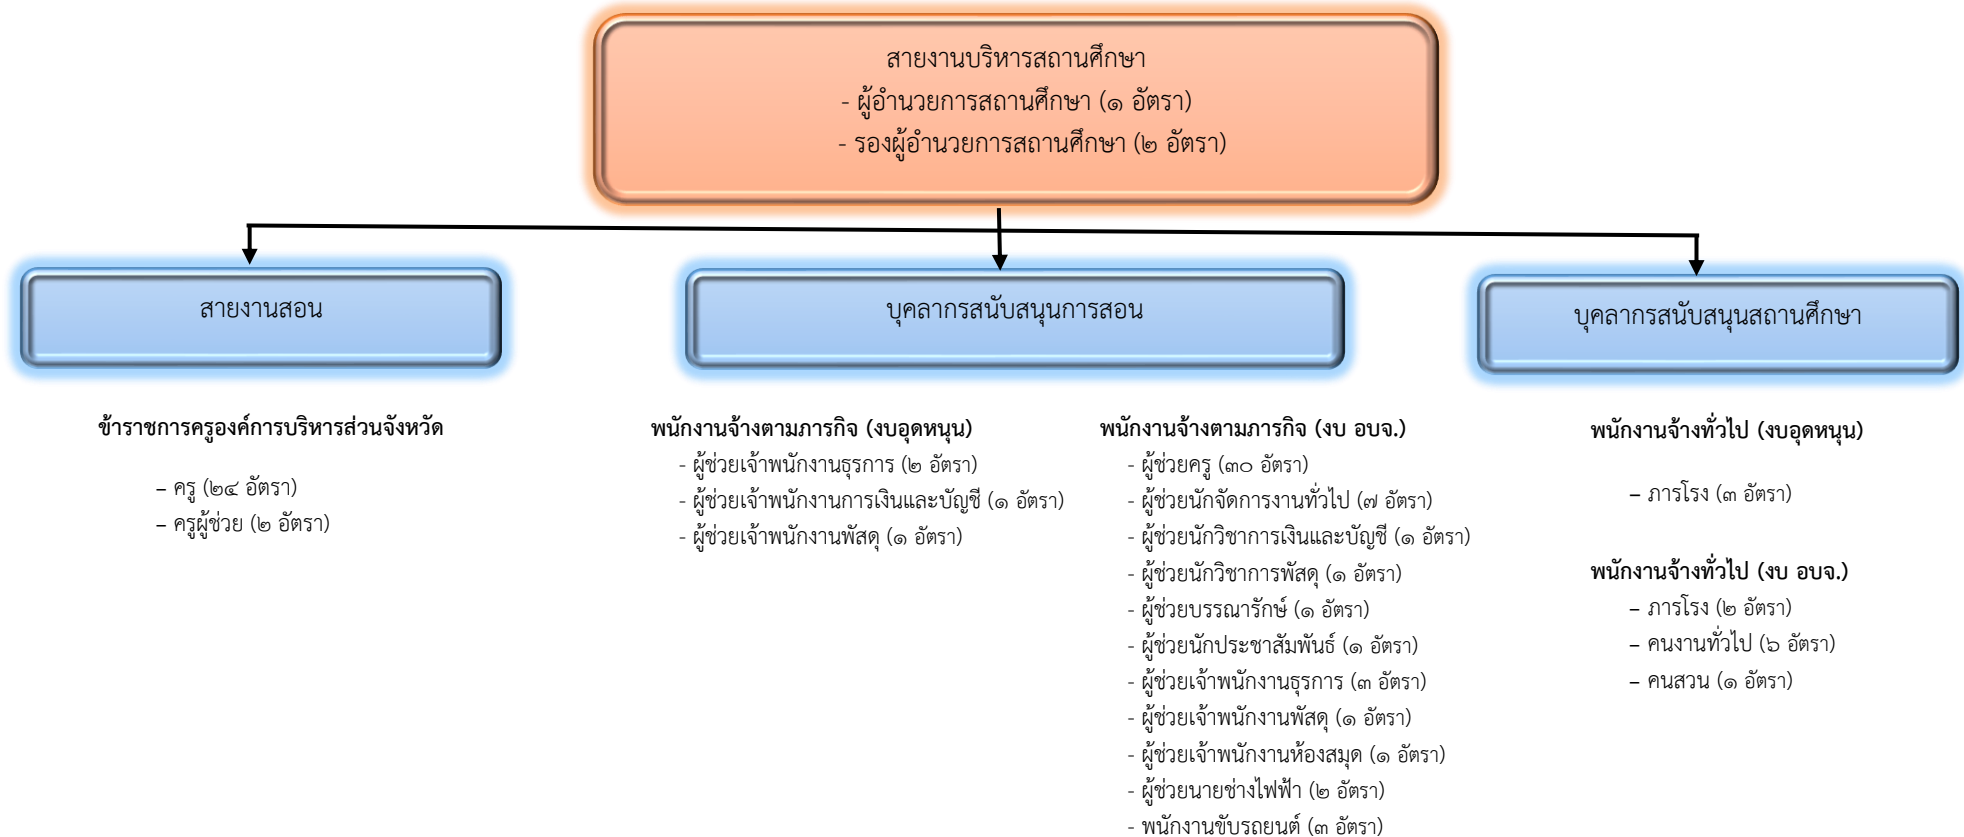 สายงานบริหารสถานศึกษา
- ผู้อำนวยการสถานศึกษา (๑ อัตรา)
- รองผู้อำนวยการสถานศึกษา (๒ อัตรา)
สายงานสอน
บุคลากรสนับสนุนการสอน
บุคลากรสนับสนุนสถานศึกษา
ข้าราชการครูองค์การบริหารส่วนจังหวัด
– ครู (๒๔ อัตรา)
– ครูผู้ช่วย (๒ อัตรา)
พนักงานจ้างตามภารกิจ (งบอุดหนุน)
- ผู้ช่วยเจ้าพนักงานธุรการ (๒ อัตรา)
- ผู้ช่วยเจ้าพนักงานการเงินและบัญชี (๑ อัตรา)
- ผู้ช่วยเจ้าพนักงานพัสดุ (๑ อัตรา)
พนักงานจ้างตามภารกิจ (งบ อบจ.)
- ผู้ช่วยครู (๓๐ อัตรา)
- ผู้ช่วยนักจัดการงานทั่วไป (๗ อัตรา)
- ผู้ช่วยนักวิชาการเงินและบัญชี (๑ อัตรา)
- ผู้ช่วยนักวิชาการพัสดุ (๑ อัตรา)
- ผู้ช่วยบรรณารักษ์ (๑ อัตรา)
- ผู้ช่วยนักประชาสัมพันธ์ (๑ อัตรา)
- ผู้ช่วยเจ้าพนักงานธุรการ (๓ อัตรา)
- ผู้ช่วยเจ้าพนักงานพัสดุ (๑ อัตรา)
- ผู้ช่วยเจ้าพนักงานห้องสมุด (๑ อัตรา)
- ผู้ช่วยนายช่างไฟฟ้า (๒ อัตรา)
- พนักงานขับรถยนต์ (๓ อัตรา)
พนักงานจ้างทั่วไป (งบอุดหนุน)
– ภารโรง (๓ อัตรา)
พนักงานจ้างทั่วไป (งบ อบจ.)
– ภารโรง (๒ อัตรา)
– คนงานทั่วไป (๖ อัตรา)
– คนสวน (๑ อัตรา)